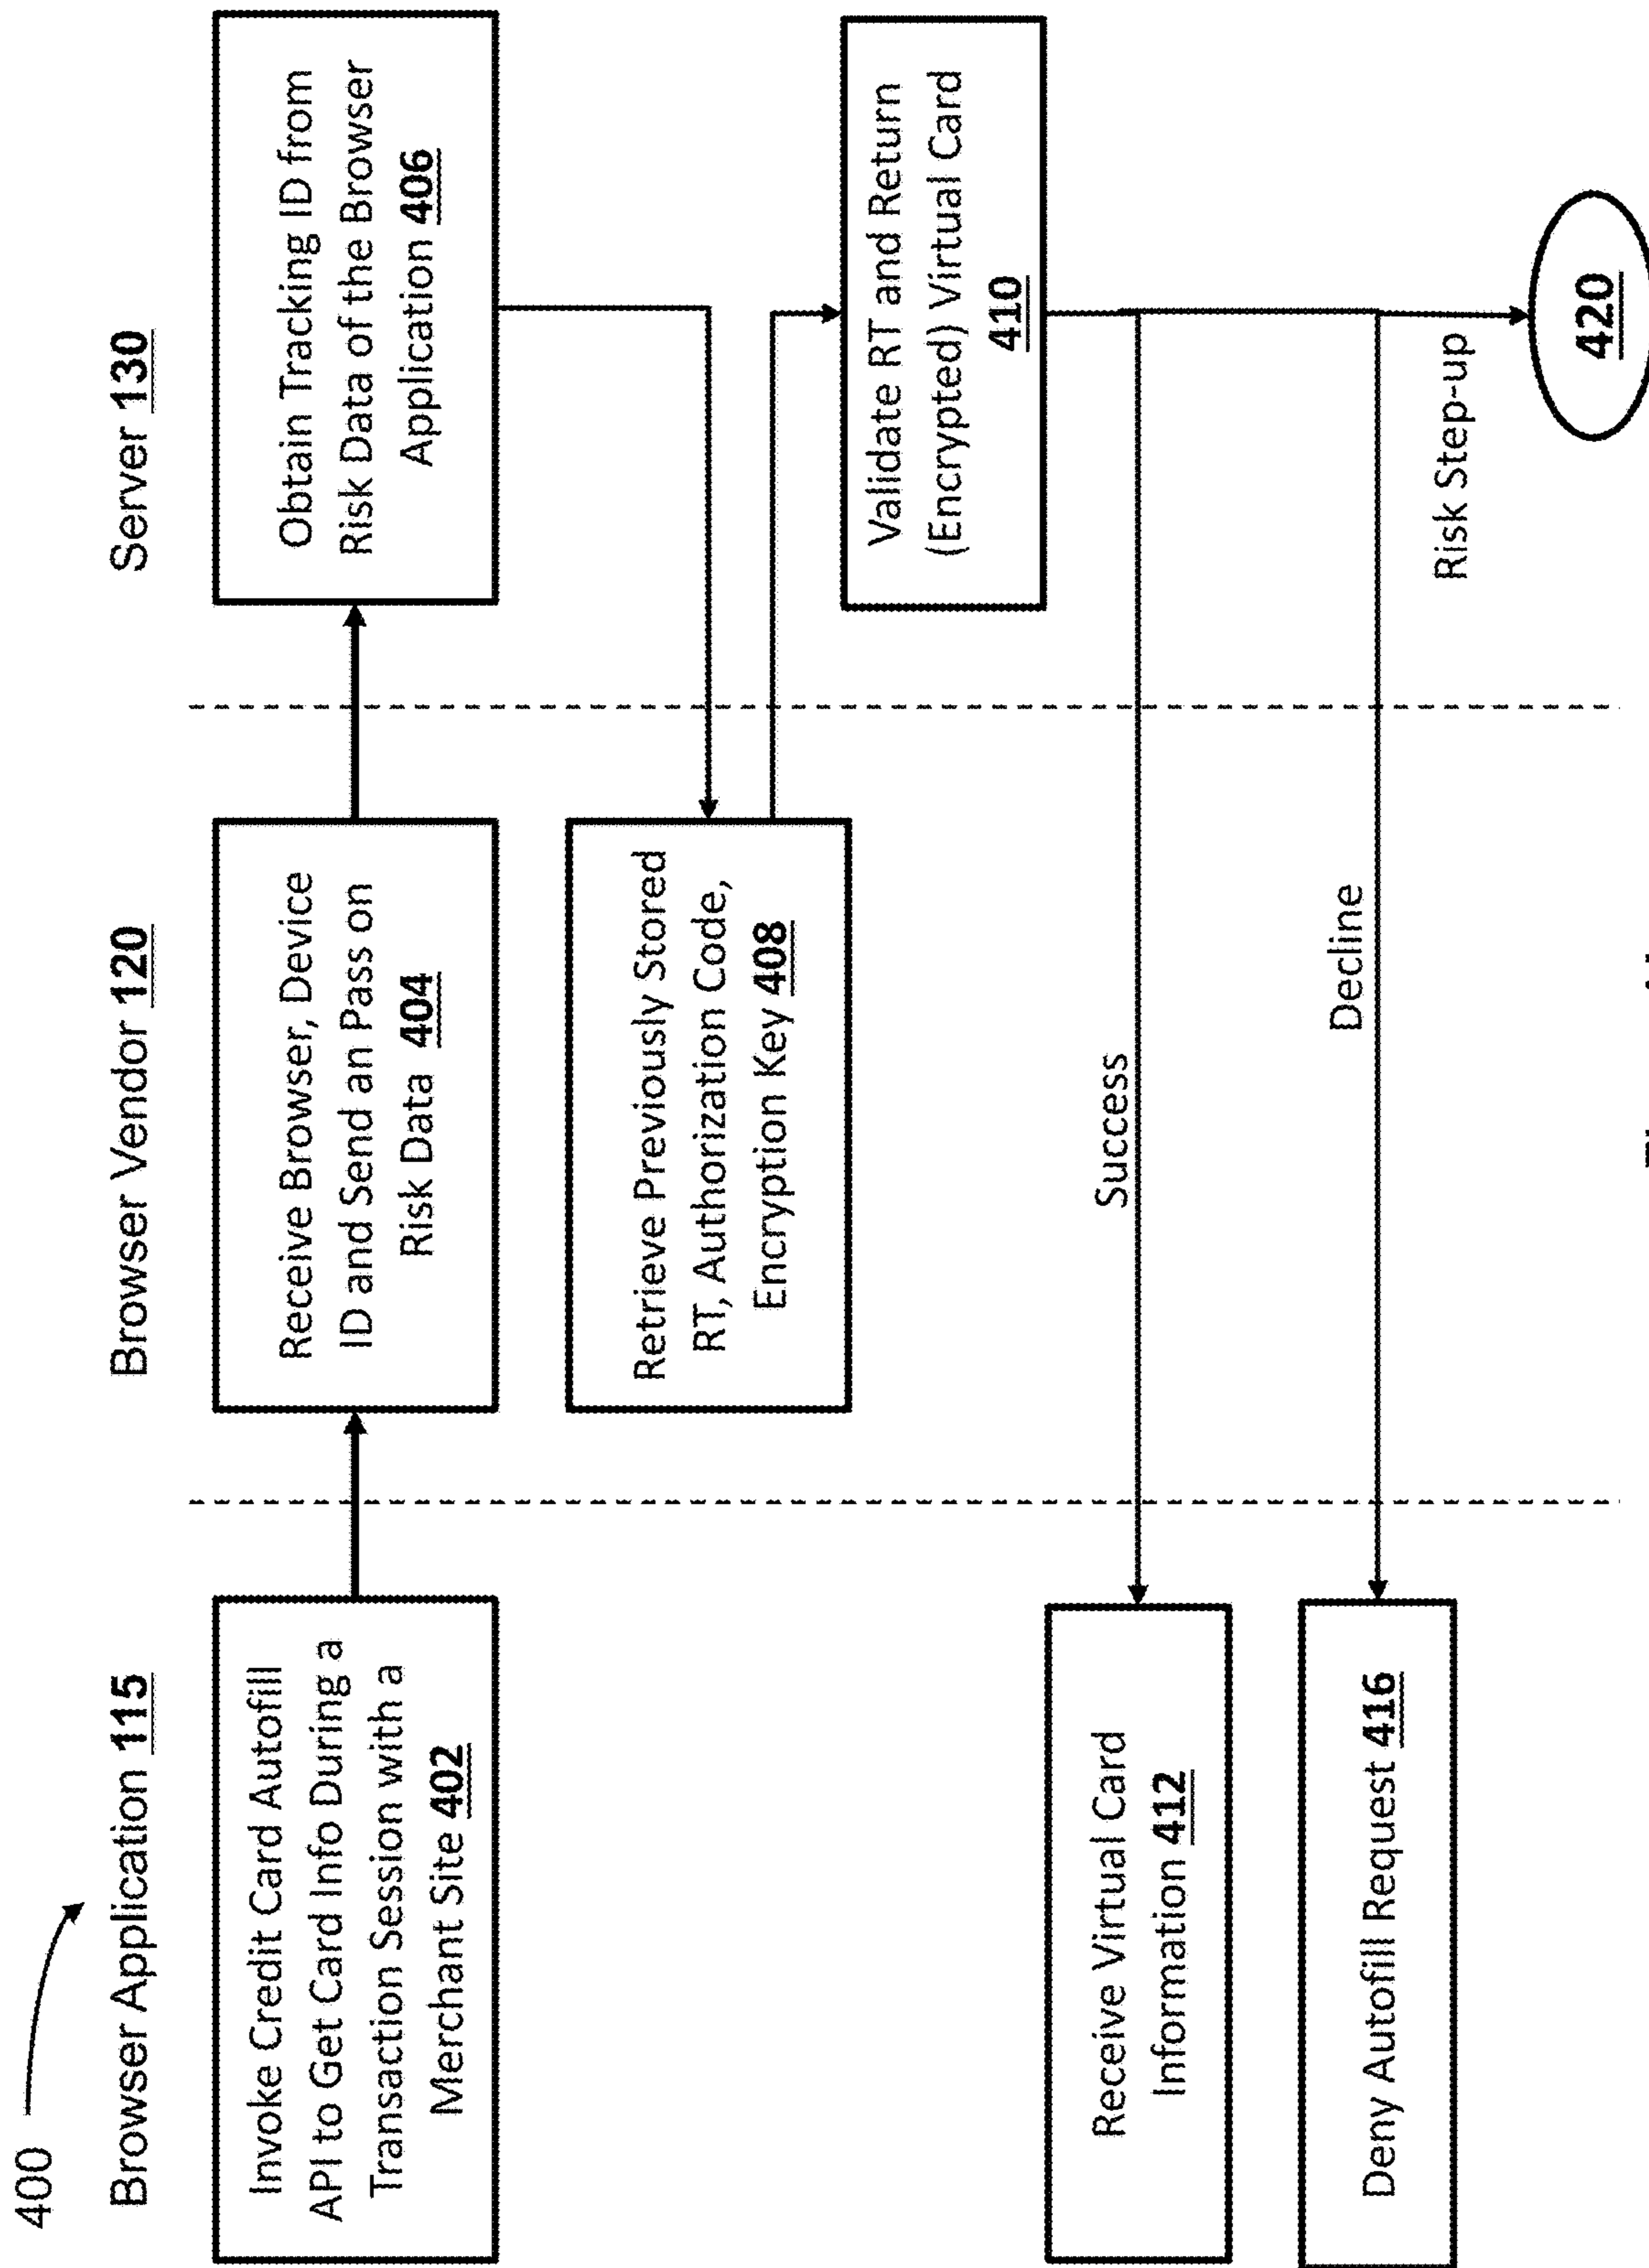 400
Browser Application 115
Browser Vendor 120
Server 130
Invoke Credit Card Autofill
API to Get Card Info During a
Transaction Session with a
Merchant Site 402
Receive Browser, Device
ID and Send an Pass on
Risk Data 404
Obtain Tracking ID from
Risk Data of the Browser
Application 406
Retrieve Previously Stored
RT, Authorization Code,
Encryption Key 408
Validate RT and Return
(Encrypted) Virtual Card
410
Success
Receive Virtual Card
Information 412
Decline
Deny Autofill Request 416
Risk Step-up
420